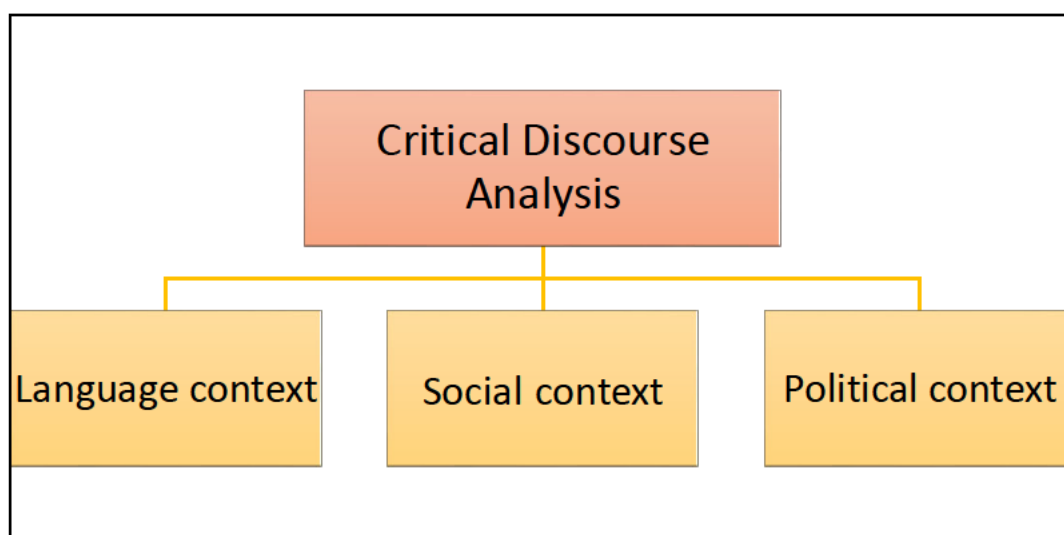 Critical Discourse
Analysis
Language context
Social context
Political context